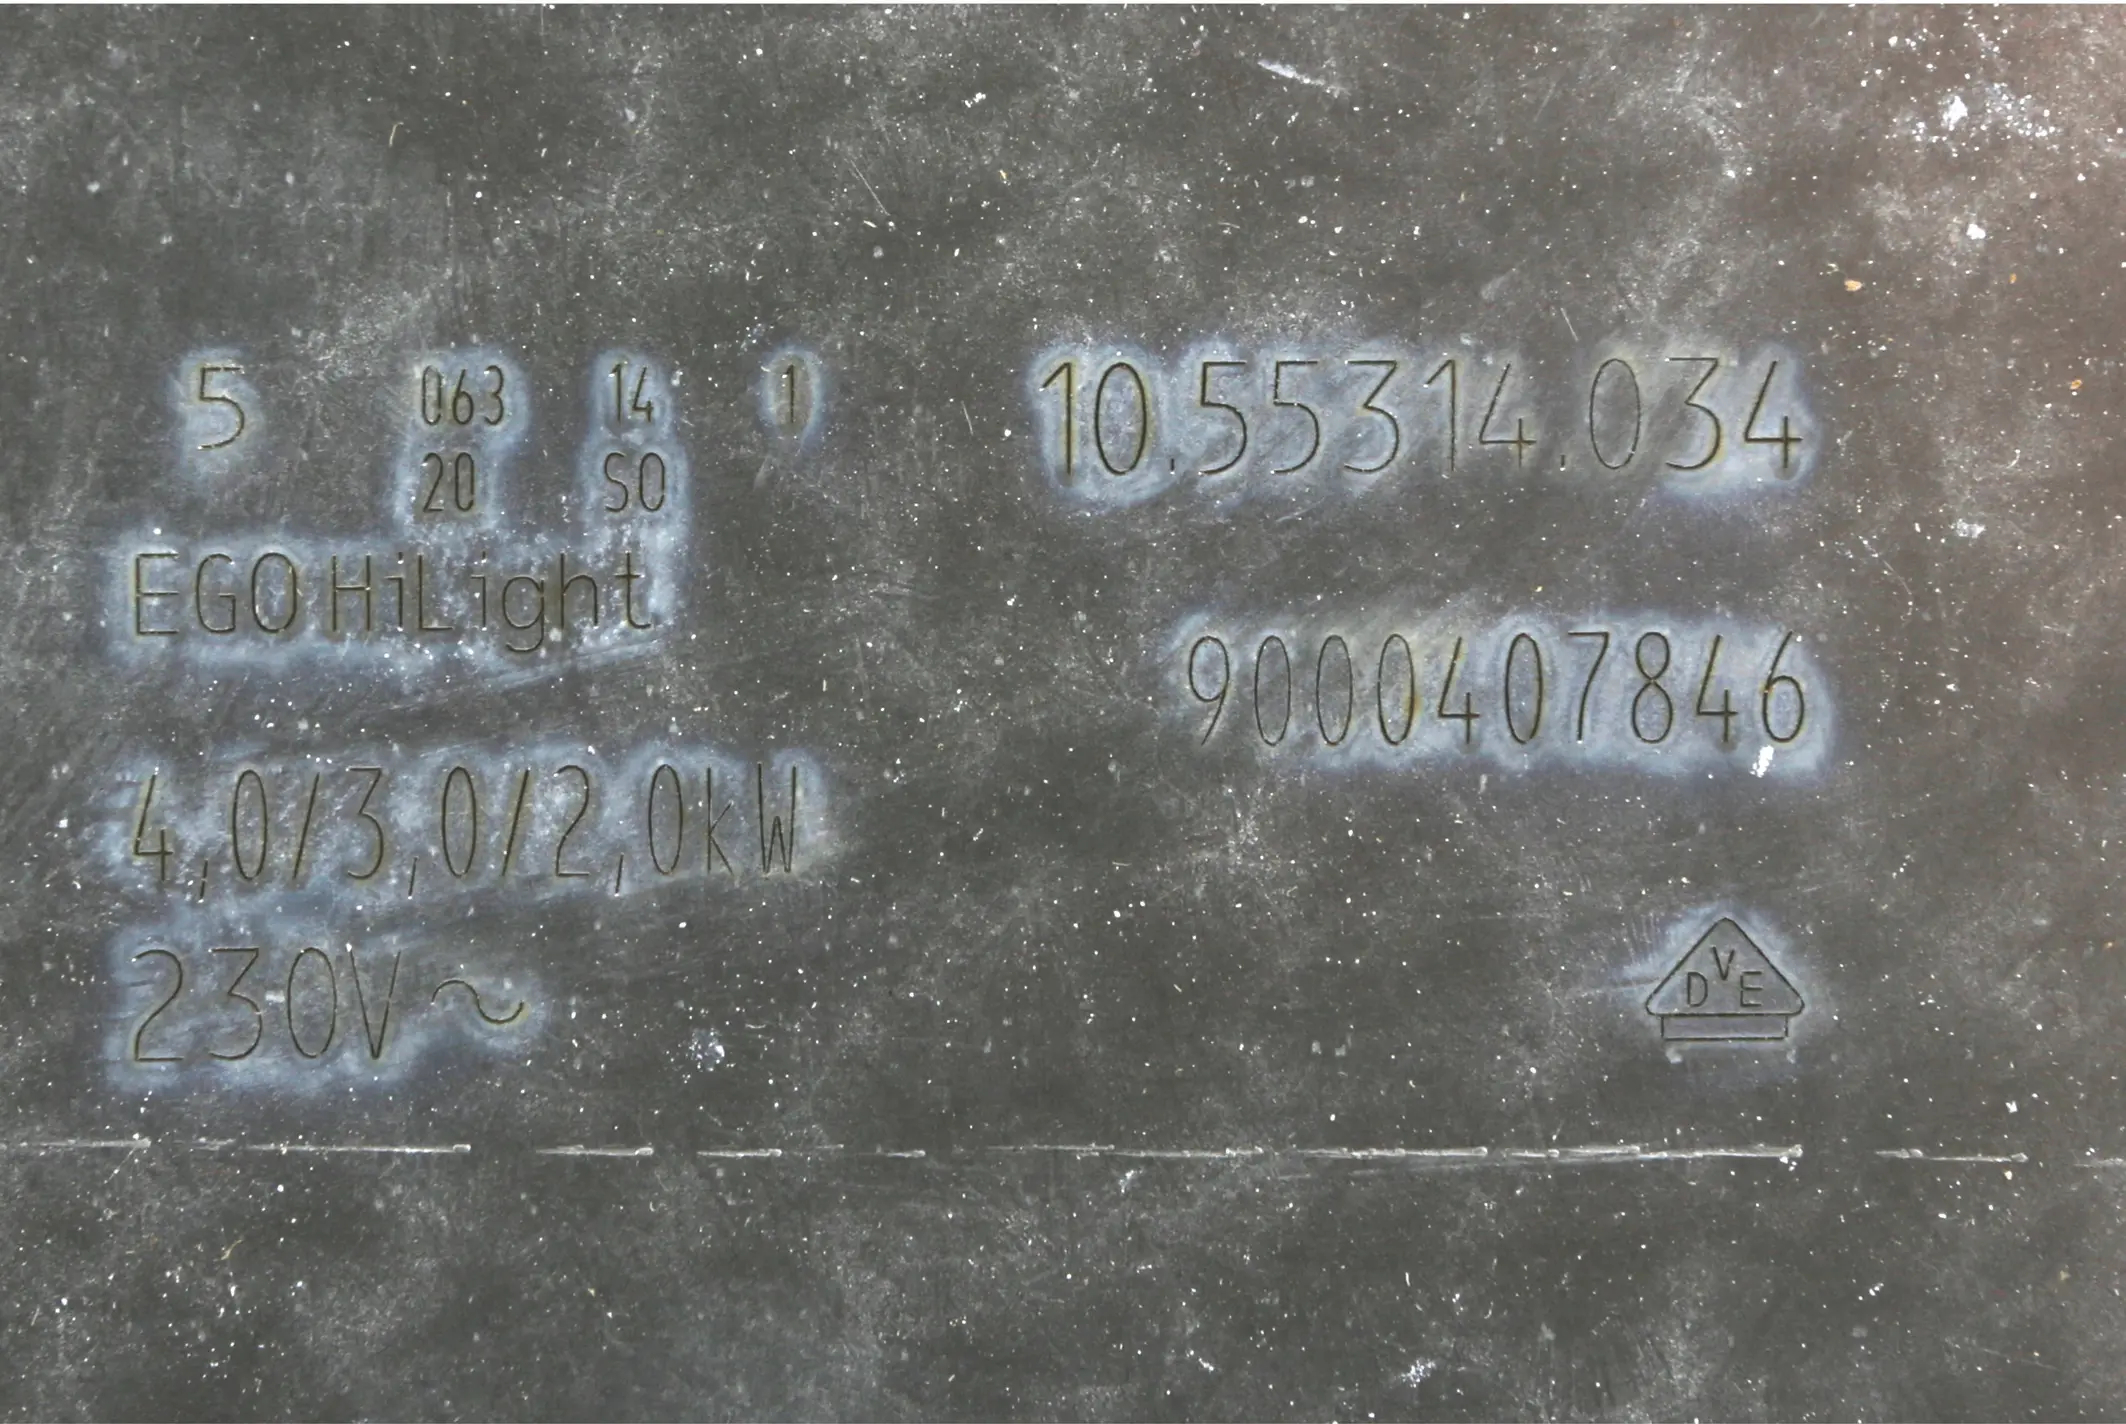 5 063 14 1 10.55314.034
20 SO
EGO HiLight
9000407846
4,0/3,0/2,0kW
230V~
DVE